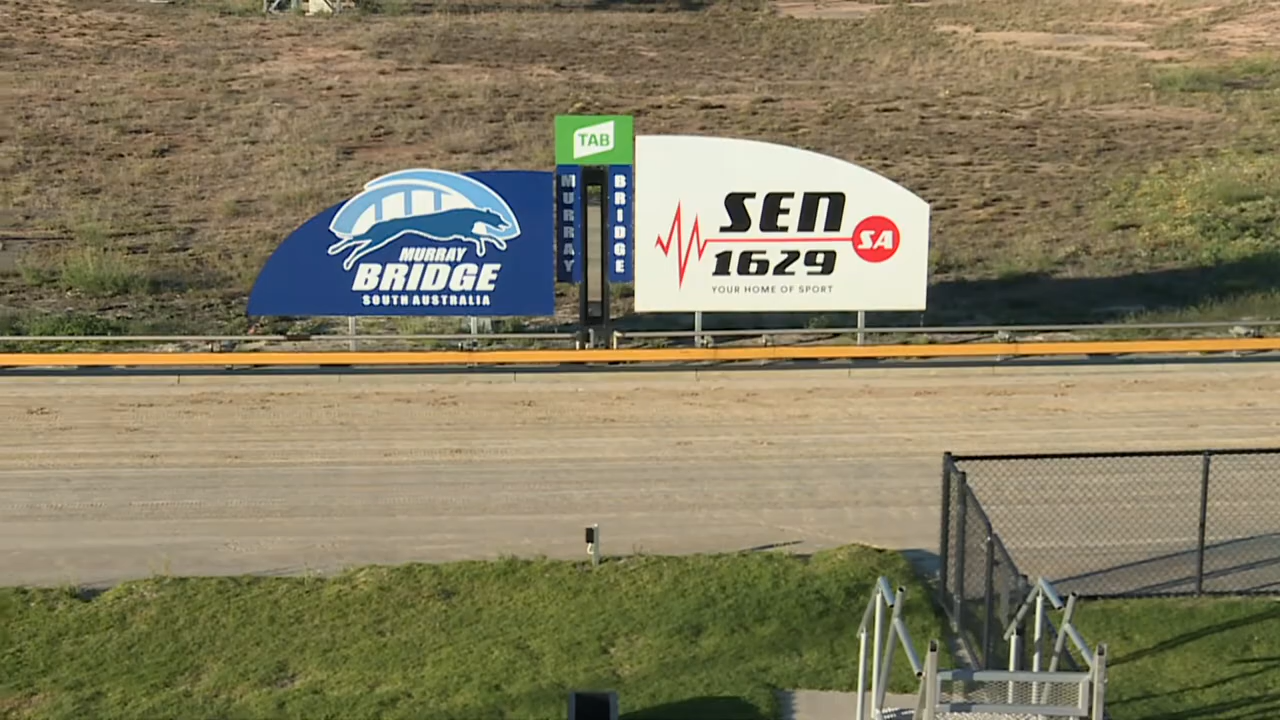 TAB
MURRAY
BRIDGE
MURRAY
BRIDGE
SOUTH AUSTRALIA
SEN
SA
1629
YOUR HOME OF SPORT